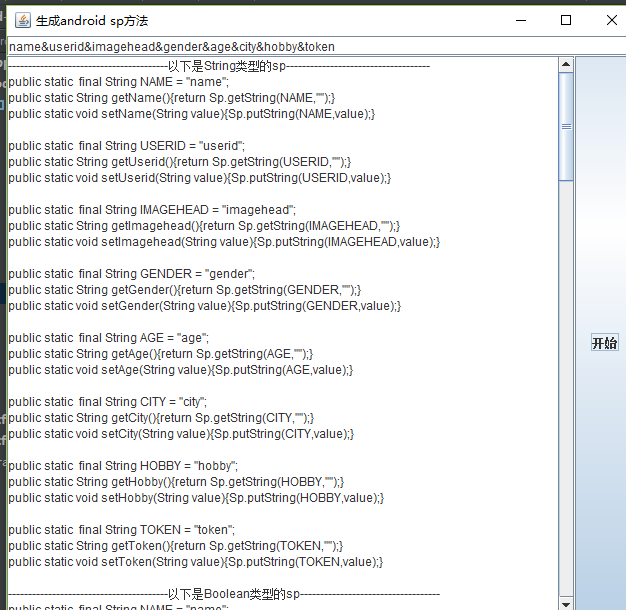 生成android sp方法
name&userid&imagehead&gender&age&city&hobby&token
----------------------------------------以下是String类型的sp------------------------------------
public static  final String NAME = "name";
public static String getName(){return Sp.getString(NAME,"");}
public static void setName(String value){Sp.putString(NAME,value);}
public static  final String USERID = "userid";
public static String getUserid(){return Sp.getString(USERID,"");}
public static void setUserid(String value){Sp.putString(USERID,value);}
public static  final String IMAGEHEAD = "imagehead";
public static String getImagehead(){return Sp.getString(IMAGEHEAD,"");}
public static void setImagehead(String value){Sp.putString(IMAGEHEAD,value);}
public static  final String GENDER = "gender";
public static String getGender(){return Sp.getString(GENDER,"");}
public static void setGender(String value){Sp.putString(GENDER,value);}
开始
public static  final String AGE = "age";
public static String getAge(){return Sp.getString(AGE,"");}
public static void setAge(String value){Sp.putString(AGE,value);}
public static  final String CITY = "city";
public static String getCity(){return Sp.getString(CITY,"");}
public static void setCity(String value){Sp.putString(CITY,value);}
public static  final String HOBBY = "hobby";
public static String getHobby(){return Sp.getString(HOBBY,"");}
public static void setHobby(String value){Sp.putString(HOBBY,value);}
public static  final String TOKEN = "token";
public static String getToken(){return Sp.getString(TOKEN,"");}
public static void setToken(String value){Sp.putString(TOKEN,value);}
----------------------------------------以下是Boolean类型的sp-----------------------------------
public static  final String NAME = "name";